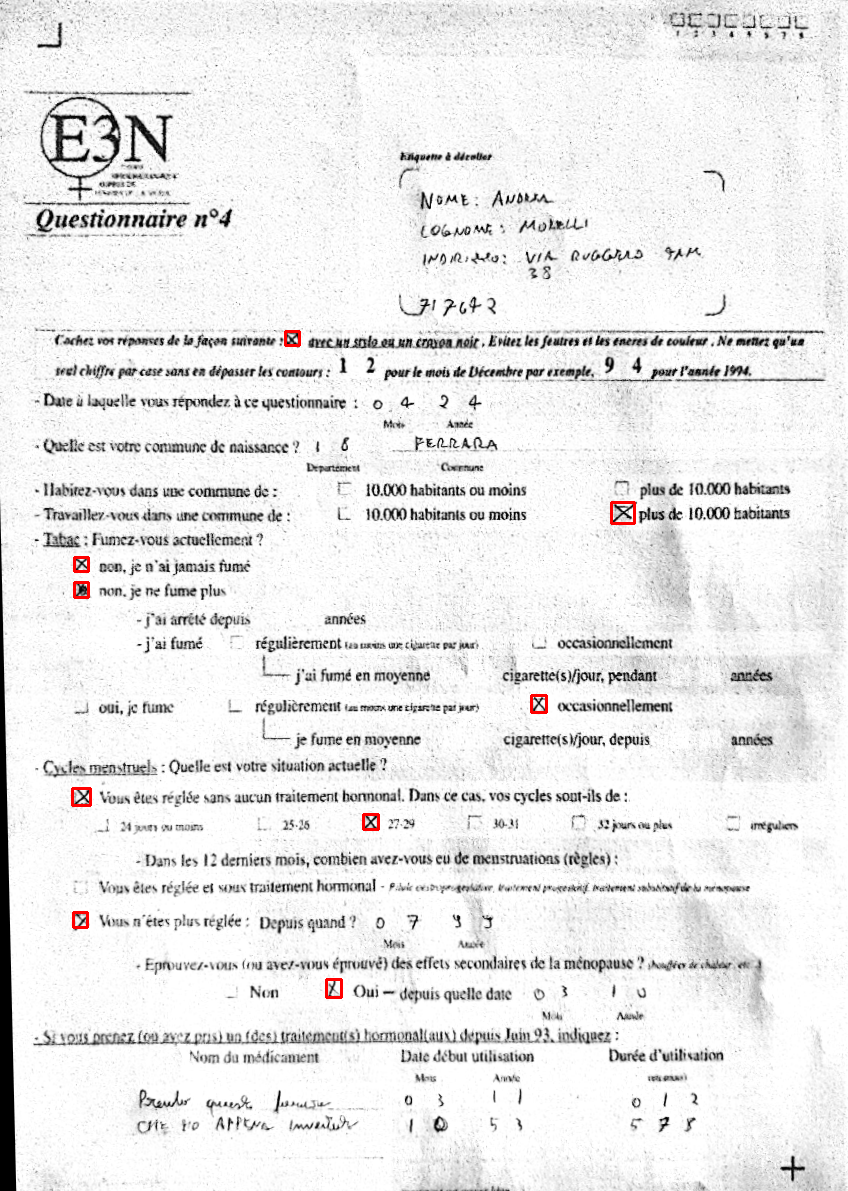 1 2 3 4 5 6 7 8
E3N
Questionnaire n°4
Etiquette à décoller
NOME: ANDREA
COGNOME: MORELLI
INDIRIZZO: VIA RUGGERO
38
717642
Cochez vos réponses de la façon suivante : avec un stylo ou un crayon noir. Evitez les feutres et les encres de couleur. Ne mettez qu'un
seul chiffre par case sans en dépasser les contours : 1 2 pour le mois de Décembre par exemple, 9 4 pour l'année 1994.
- Date à laquelle vous répondez à ce questionnaire : 0 4 2 4
Mois Année
- Quelle est votre commune de naissance ? 1 8 FERRARA
Département Commune
- Habitez-vous dans une commune de : 10.000 habitants ou moins plus de 10.000 habitants
- Travaillez-vous dans une commune de : 10.000 habitants ou moins plus de 10.000 habitants
- Tabac : Fumez-vous actuellement ?
non, je n'ai jamais fumé
non, je ne fume plus
- j'ai arrêté depuis années
- j'ai fumé régulièrement (au moins une cigarette par jour) occasionnellement
j'ai fumé en moyenne cigarette(s)/jour, pendant années
oui, je fume régulièrement (au moins une cigarette par jour) occasionnellement
je fume en moyenne cigarette(s)/jour, depuis années
- Cycles menstruels : Quelle est votre situation actuelle ?
Vous êtes réglée sans aucun traitement hormonal. Dans ce cas, vos cycles sont-ils de :
24 jours ou moins 25-26 27-29 30-31 32 jours ou plus irréguliers
- Dans les 12 derniers mois, combien avez-vous eu de menstruations (règles) :
Vous êtes réglée et sous traitement hormonal - Pilule oestroprogestative, traitement progestatif, traitement substitutif de la ménopause
Vous n'êtes plus réglée : Depuis quand ? 0 7 9 9
Mois Année
- Eprouvez-vous (ou avez-vous éprouvé) des effets secondaires de la ménopause ? (bouffées de chaleur, etc..)
Non Oui - depuis quelle date 0 3 1 0
Mois Année
- Si vous prenez (ou avez pris) un (des) traitement(s) hormonal(aux) depuis Juin 93, indiquez :
Nom du médicament Date début utilisation Durée d'utilisation
Mois Année
0 3 1 1 0 1 2
CHE HO APPENA 1 0 5 3 5 7 8